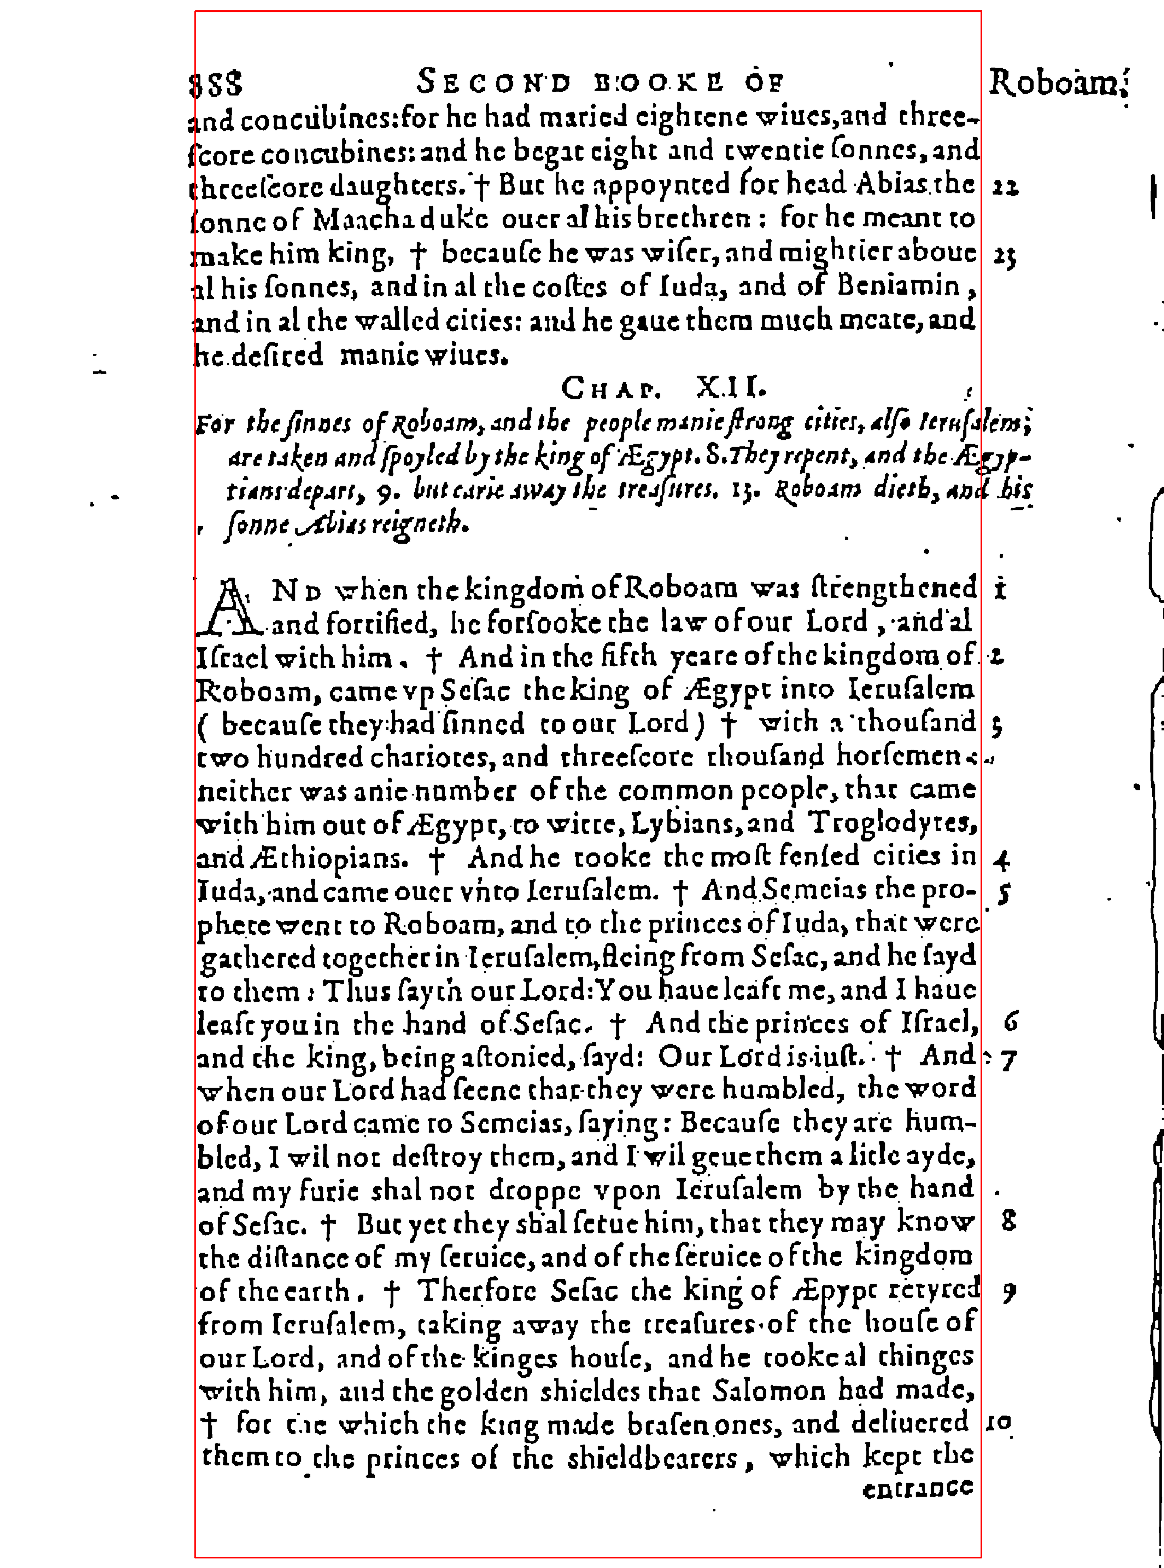 888 SECOND BOOKE OF Roboam.
and concubines: for he had maried eightene wiues, and three-
ſcore concubines: and he begat eight and twentie ſonnes, and
threeſcore daughters. † But he appoynted for head Abias the 22
ſonne of Maacha duke ouer al his brethren: for he meant to
make him king, † becauſe he was wiſer, and mightier aboue 23
al his ſonnes, and in al the coſtes of Iuda, and of Beniamin,
and in al the walled cities: and he gaue them much meate, and
he deſired manie wiues.
CHAP. XII.
For the ſinnes of Roboam, and the people manie ſtrong cities, alſo Ieruſalem,
are taken and ſpoyled by the king of Ægypt. 8. They repent, and the Ægyp-
tians depart, 9. but carie away the treaſures. 13. Roboam dieth, and his
ſonne Abias reigneth.
AND when the kingdom of Roboam was ſtrengthened 1
and fortified, he forſooke the law of our Lord, and al
Iſrael with him. † And in the fifth yeare of the kingdom of 2
Roboam, came vp Seſac the king of Ægypt into Ieruſalem
( becauſe they had ſinned to our Lord ) † with a thouſand 3
two hundred chariotes, and threeſcore thouſand horſemen:
neither was anie number of the common people, that came
with him out of Ægypt, to witte, Lybians, and Troglodytes,
and Æthiopians. † And he tooke the moſt fenſed cities in 4
Iuda, and came ouer vnto Ieruſalem. † And Semeias the pro- 5
phete went to Roboam, and to the princes of Iuda, that were
gathered together in Ieruſalem, fleing from Seſac, and he ſayd
to them: Thus ſayth our Lord: You haue leaft me, and I haue
leaft you in the hand of Seſac. † And the princes of Iſrael, 6
and the king, being aſtonied, ſayd: Our Lord is iuſt. † And 7
when our Lord had ſeene that they were humbled, the word
of our Lord came to Semeias, ſaying: Becauſe they are hum-
bled, I wil not deſtroy them, and I wil geue them a litle ayde,
and my furie shal not droppe vpon Ieruſalem by the hand
of Seſac. † But yet they shal ſerue him, that they may know 8
the diſtance of my ſeruice, and of the ſeruice of the kingdom
of the earth. † Therfore Seſac the king of Æpypt retyred 9
from Ieruſalem, taking away the treaſures of the houſe of
our Lord, and of the kinges houſe, and he tooke al thinges
with him, and the golden shieldes that Salomon had made,
† for the which the king made braſen ones, and deliuered 10
them to the princes of the shieldbearers, which kept the
entrance